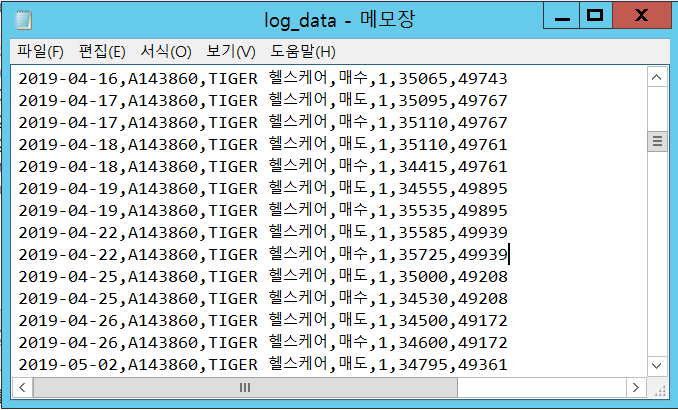 log_data - 메모장
파일(F) 편집(E) 서식(O) 보기(V) 도움말(H)
2019-04-16,A143860,TIGER 헬스케어,매수,1,35065,49743
2019-04-17,A143860,TIGER 헬스케어,매도,1,35095,49767
2019-04-17,A143860,TIGER 헬스케어,매수,1,35110,49767
2019-04-18,A143860,TIGER 헬스케어,매도,1,35110,49761
2019-04-18,A143860,TIGER 헬스케어,매수,1,34415,49761
2019-04-19,A143860,TIGER 헬스케어,매도,1,34555,49895
2019-04-19,A143860,TIGER 헬스케어,매수,1,35535,49895
2019-04-22,A143860,TIGER 헬스케어,매도,1,35585,49939
2019-04-22,A143860,TIGER 헬스케어,매수,1,35725,49939
2019-04-25,A143860,TIGER 헬스케어,매도,1,35000,49208
2019-04-25,A143860,TIGER 헬스케어,매수,1,34530,49208
2019-04-26,A143860,TIGER 헬스케어,매도,1,34500,49172
2019-04-26,A143860,TIGER 헬스케어,매수,1,34600,49172
2019-05-02,A143860,TIGER 헬스케어,매도,1,34795,49361